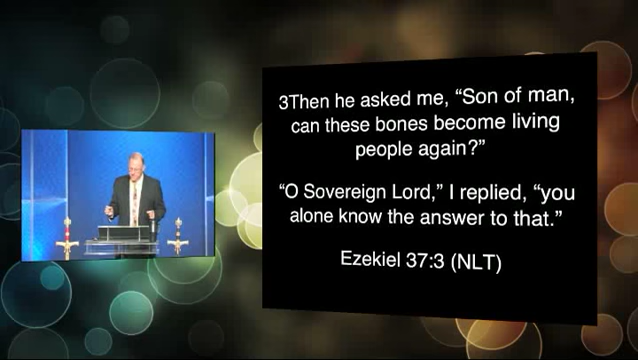 3Then he asked me, “Son of man,
can these bones become living
people again?”
“O Sovereign Lord,” I replied, “you
alone know the answer to that.”
Ezekiel 37:3 (NLT)